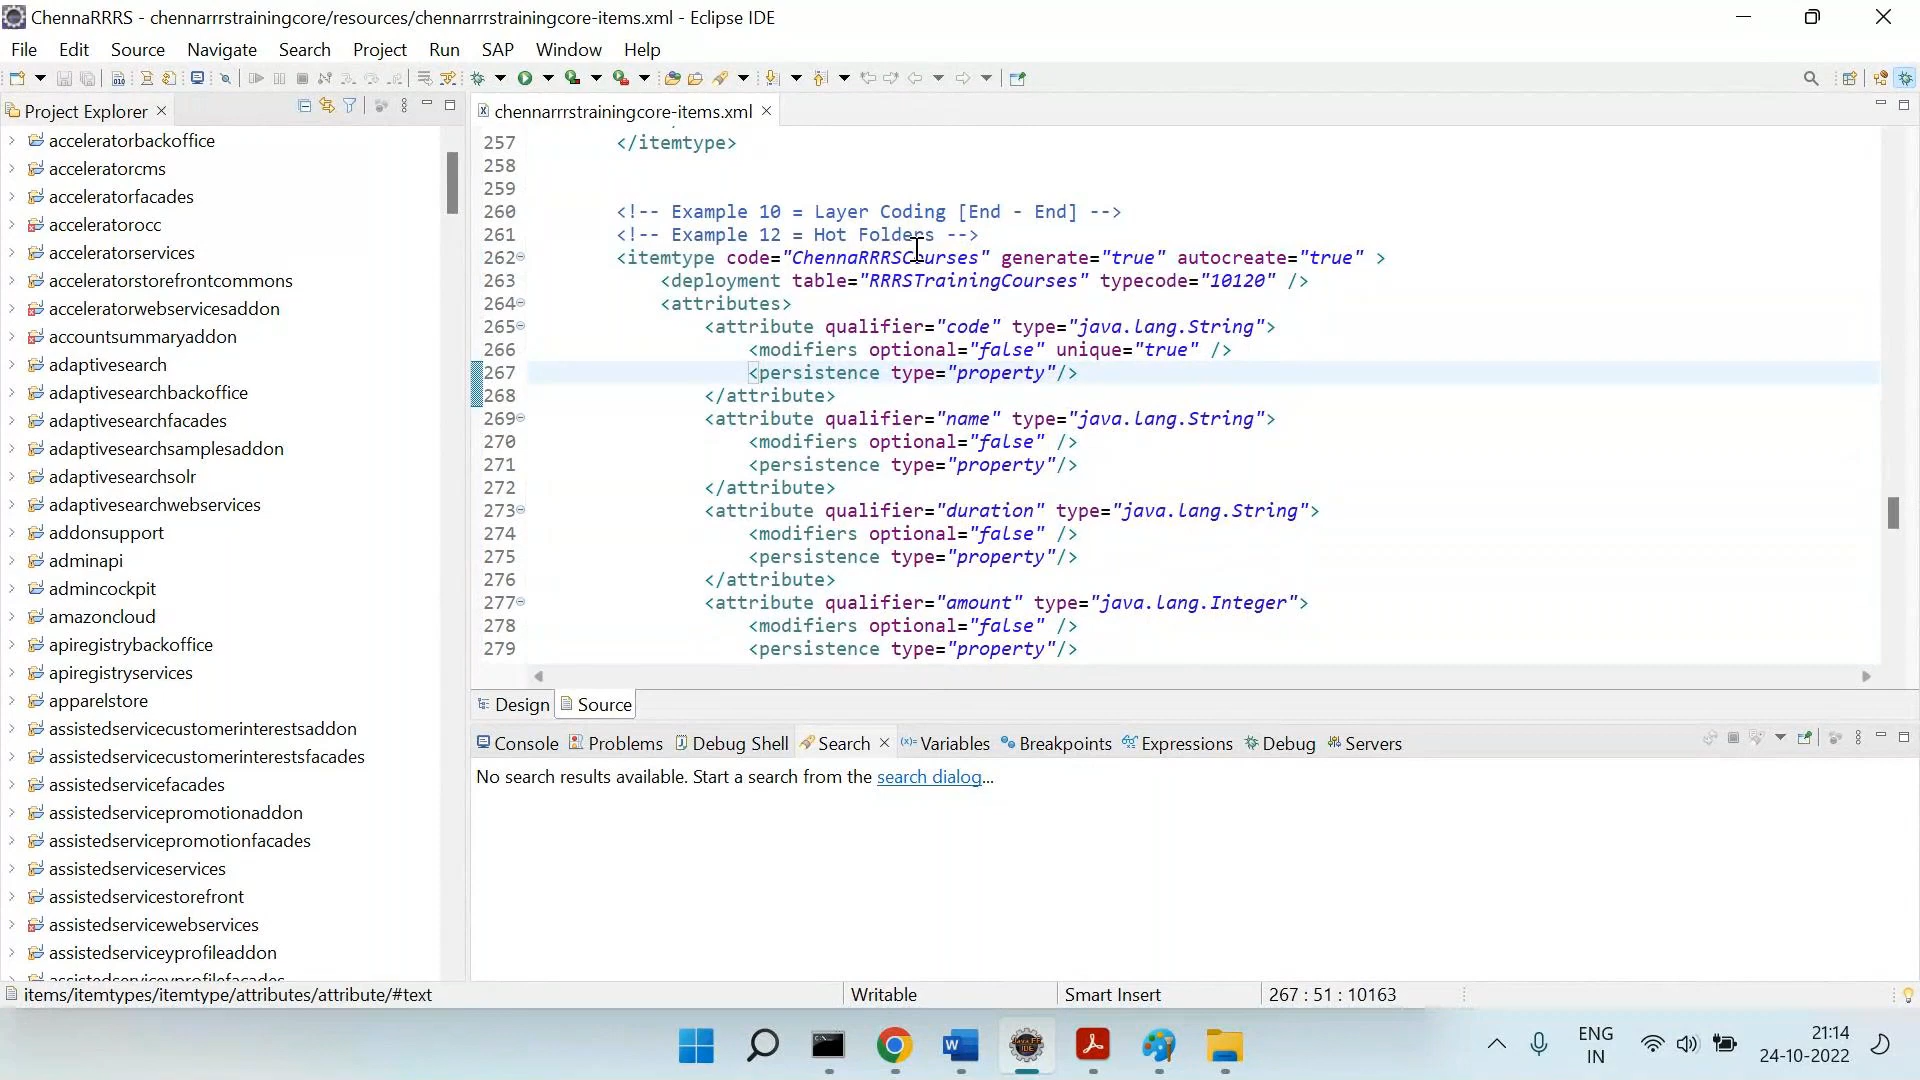 ChennaRRRS - chennarrrstrainingcore/resources/chennarrrstrainingcore-items.xml - Eclipse IDE
File Edit Source Navigate Search Project Run SAP Window Help
Project Explorer
acceleratorbackoffice
acceleratorcms
acceleratorfacades
acceleratorocc
acceleratorservices
acceleratorstorefrontcommons
acceleratorwebservicesaddon
accountsummaryaddon
adaptivesearch
adaptivesearchbackoffice
adaptivesearchfacades
adaptivesearchsamplesaddon
adaptivesearchsolr
adaptivesearchwebservices
addonsupport
adminapi
admincockpit
amazoncloud
apiregistrybackoffice
apiregistryservices
apparelstore
assistedservicecustomerinterestsaddon
assistedservicecustomerinterestsfacades
assistedservicefacades
assistedservicepromotionaddon
assistedservicepromotionfacades
assistedserviceservices
assistedservicestorefront
assistedservicewebservices
assistedserviceyprofileaddon
assistedserviceyprofilefacades
chennarrrstrainingcore-items.xml
257 </itemtype>
258
259
260 <!-- Example 10 = Layer Coding [End - End] -->
261 <!-- Example 12 = Hot Folders -->
262 <itemtype code="ChennaRRRSCourses" generate="true" autocreate="true" >
263 <deployment table="RRRSTrainingCourses" typecode="10120" />
264 <attributes>
265 <attribute qualifier="code" type="java.lang.String">
266 <modifiers optional="false" unique="true" />
267 <persistence type="property"/>
268 </attribute>
269 <attribute qualifier="name" type="java.lang.String">
270 <modifiers optional="false" />
271 <persistence type="property"/>
272 </attribute>
273 <attribute qualifier="duration" type="java.lang.String">
274 <modifiers optional="false" />
275 <persistence type="property"/>
276 </attribute>
277 <attribute qualifier="amount" type="java.lang.Integer">
278 <modifiers optional="false" />
279 <persistence type="property"/>
Design Source
Console Problems Debug Shell Search Variables Breakpoints Expressions Debug Servers
No search results available. Start a search from the search dialog...
items/itemtypes/itemtype/attributes/attribute/#text Writable Smart Insert 267 : 51 : 10163
ENG
IN
21:14
24-10-2022